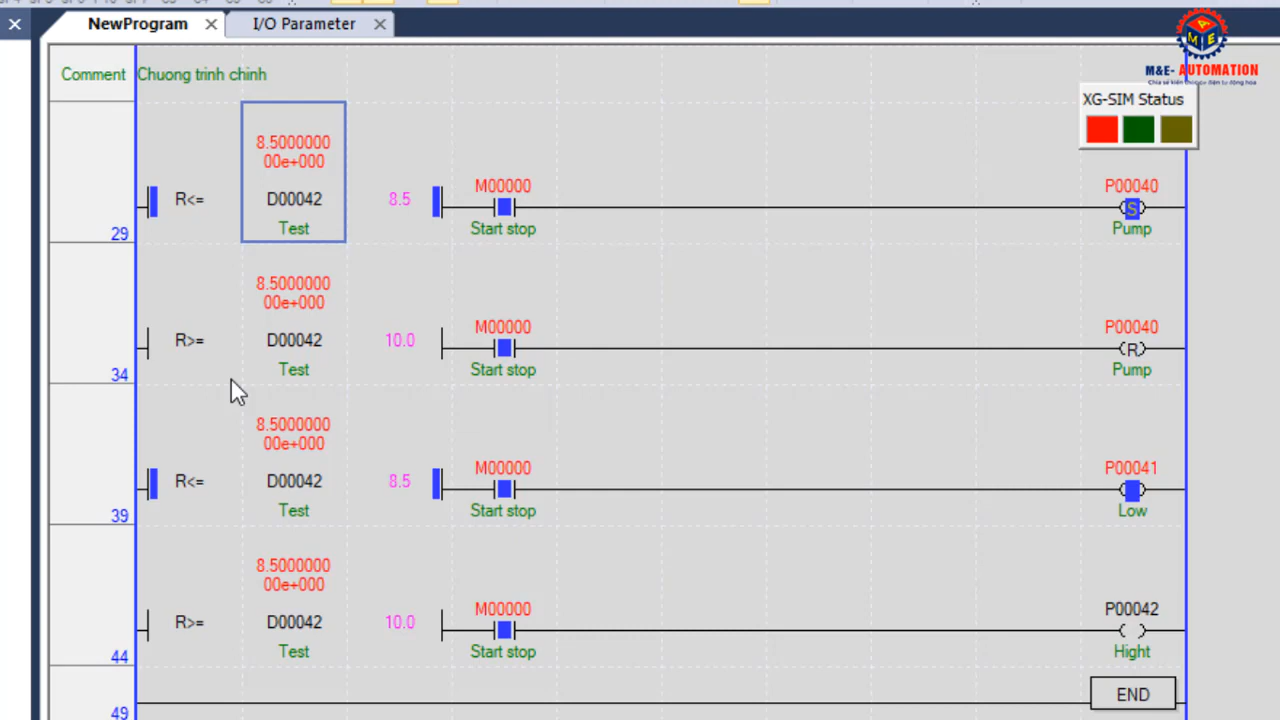 NewProgram
I/O Parameter
M&E- AUTOMATION
Comment
Chuong trinh chinh
XG-SIM Status
8.5000000
00e+000
R<=
D00042
8.5
M00000
P00040
S
Test
Start stop
Pump
29
8.5000000
00e+000
R>=
D00042
10.0
M00000
P00040
R
Test
Start stop
Pump
34
8.5000000
00e+000
R<=
D00042
8.5
M00000
P00041
Test
Start stop
Low
39
8.5000000
00e+000
R>=
D00042
10.0
M00000
P00042
Test
Start stop
Hight
44
END
49